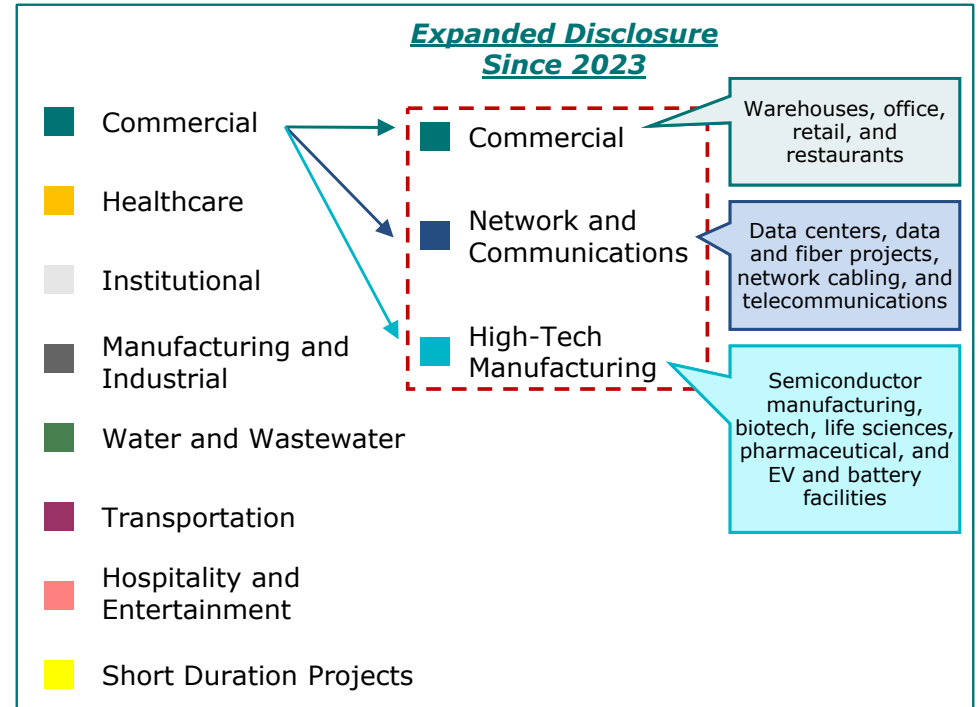 Expanded Disclosure
Since 2023
Commercial
Healthcare
Institutional
Manufacturing and
Industrial
Water and Wastewater
Transportation
Hospitality and
Entertainment
Short Duration Projects
Commercial
Network and
Communications
High-Tech
Manufacturing
Warehouses, office,
retail, and
restaurants
Data centers, data
and fiber projects,
network cabling, and
telecommunications
Semiconductor
manufacturing,
biotech, life sciences,
pharmaceutical, and
EV and battery
facilities